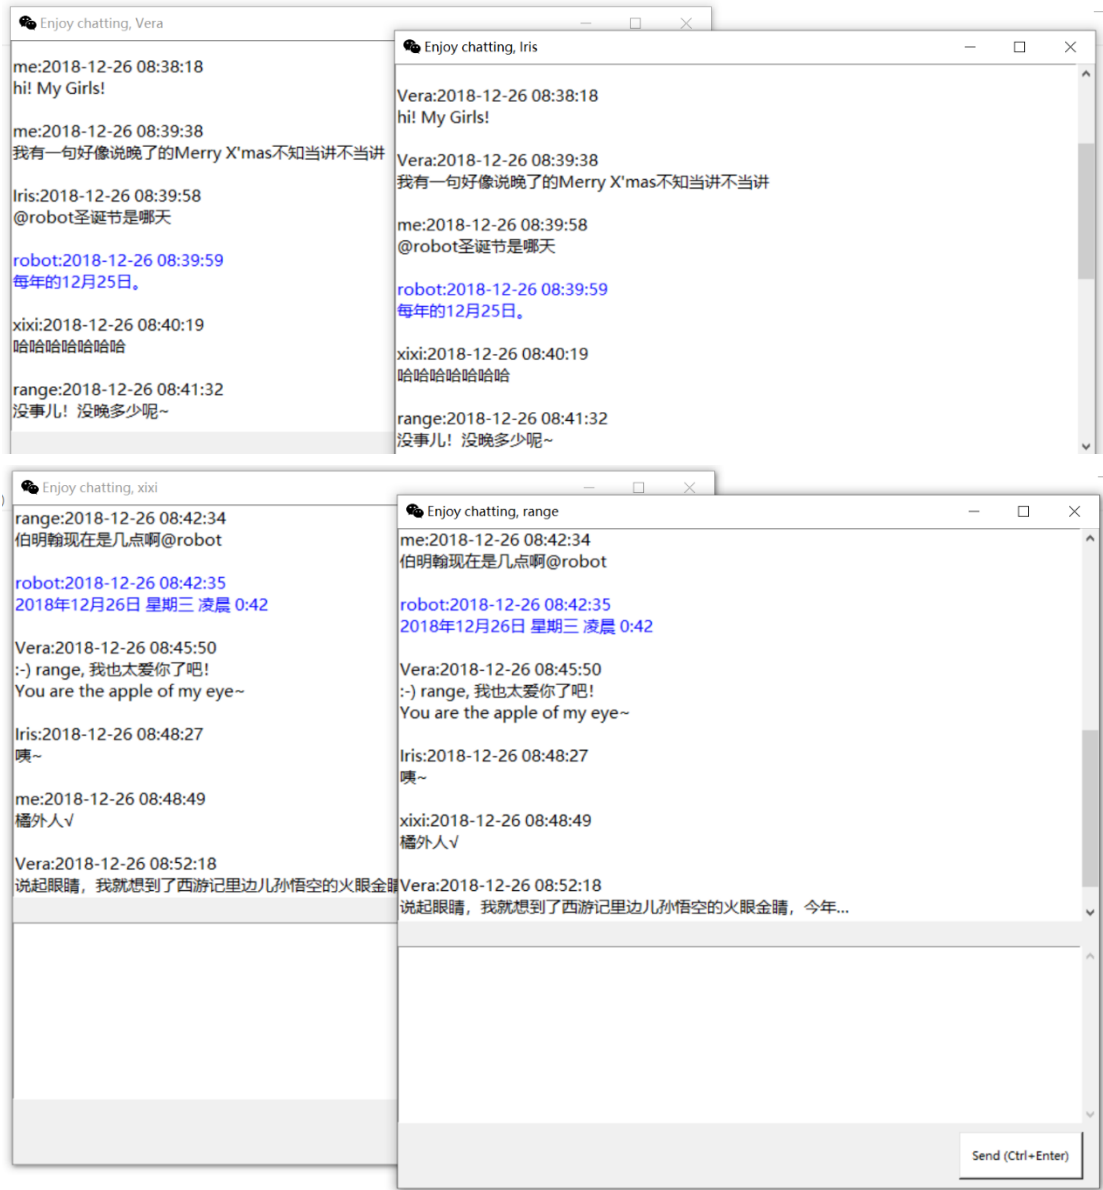 Enjoy chatting, Vera
me:2018-12-26 08:38:18
hi! My Girls!
me:2018-12-26 08:39:38
我有一句好像说晚了的Merry X'mas不知当讲不当讲
Iris:2018-12-26 08:39:58
@robot圣诞节是哪天
robot:2018-12-26 08:39:59
每年的12月25日。
xixi:2018-12-26 08:40:19
哈哈哈哈哈哈哈
range:2018-12-26 08:41:32
没事儿！没晚多少呢~
Enjoy chatting, Iris
Vera:2018-12-26 08:38:18
hi! My Girls!
Vera:2018-12-26 08:39:38
我有一句好像说晚了的Merry X'mas不知当讲不当讲
me:2018-12-26 08:39:58
@robot圣诞节是哪天
robot:2018-12-26 08:39:59
每年的12月25日。
xixi:2018-12-26 08:40:19
哈哈哈哈哈哈哈
range:2018-12-26 08:41:32
没事儿！没晚多少呢~
)
Enjoy chatting, xixi
range:2018-12-26 08:42:34
伯明翰现在是几点啊@robot
robot:2018-12-26 08:42:35
2018年12月26日 星期三 凌晨 0:42
Vera:2018-12-26 08:45:50
:-) range, 我也太爱你了吧！
You are the apple of my eye~
Iris:2018-12-26 08:48:27
咦~
me:2018-12-26 08:48:49
橘外人√
Vera:2018-12-26 08:52:18
说起眼睛，我就想到了西游记里边儿孙悟空的火眼金睛
Enjoy chatting, range
me:2018-12-26 08:42:34
伯明翰现在是几点啊@robot
robot:2018-12-26 08:42:35
2018年12月26日 星期三 凌晨 0:42
Vera:2018-12-26 08:45:50
:-) range, 我也太爱你了吧！
You are the apple of my eye~
Iris:2018-12-26 08:48:27
咦~
xixi:2018-12-26 08:48:49
橘外人√
Vera:2018-12-26 08:52:18
说起眼睛，我就想到了西游记里边儿孙悟空的火眼金睛，今年...
Send (Ctrl+Enter)